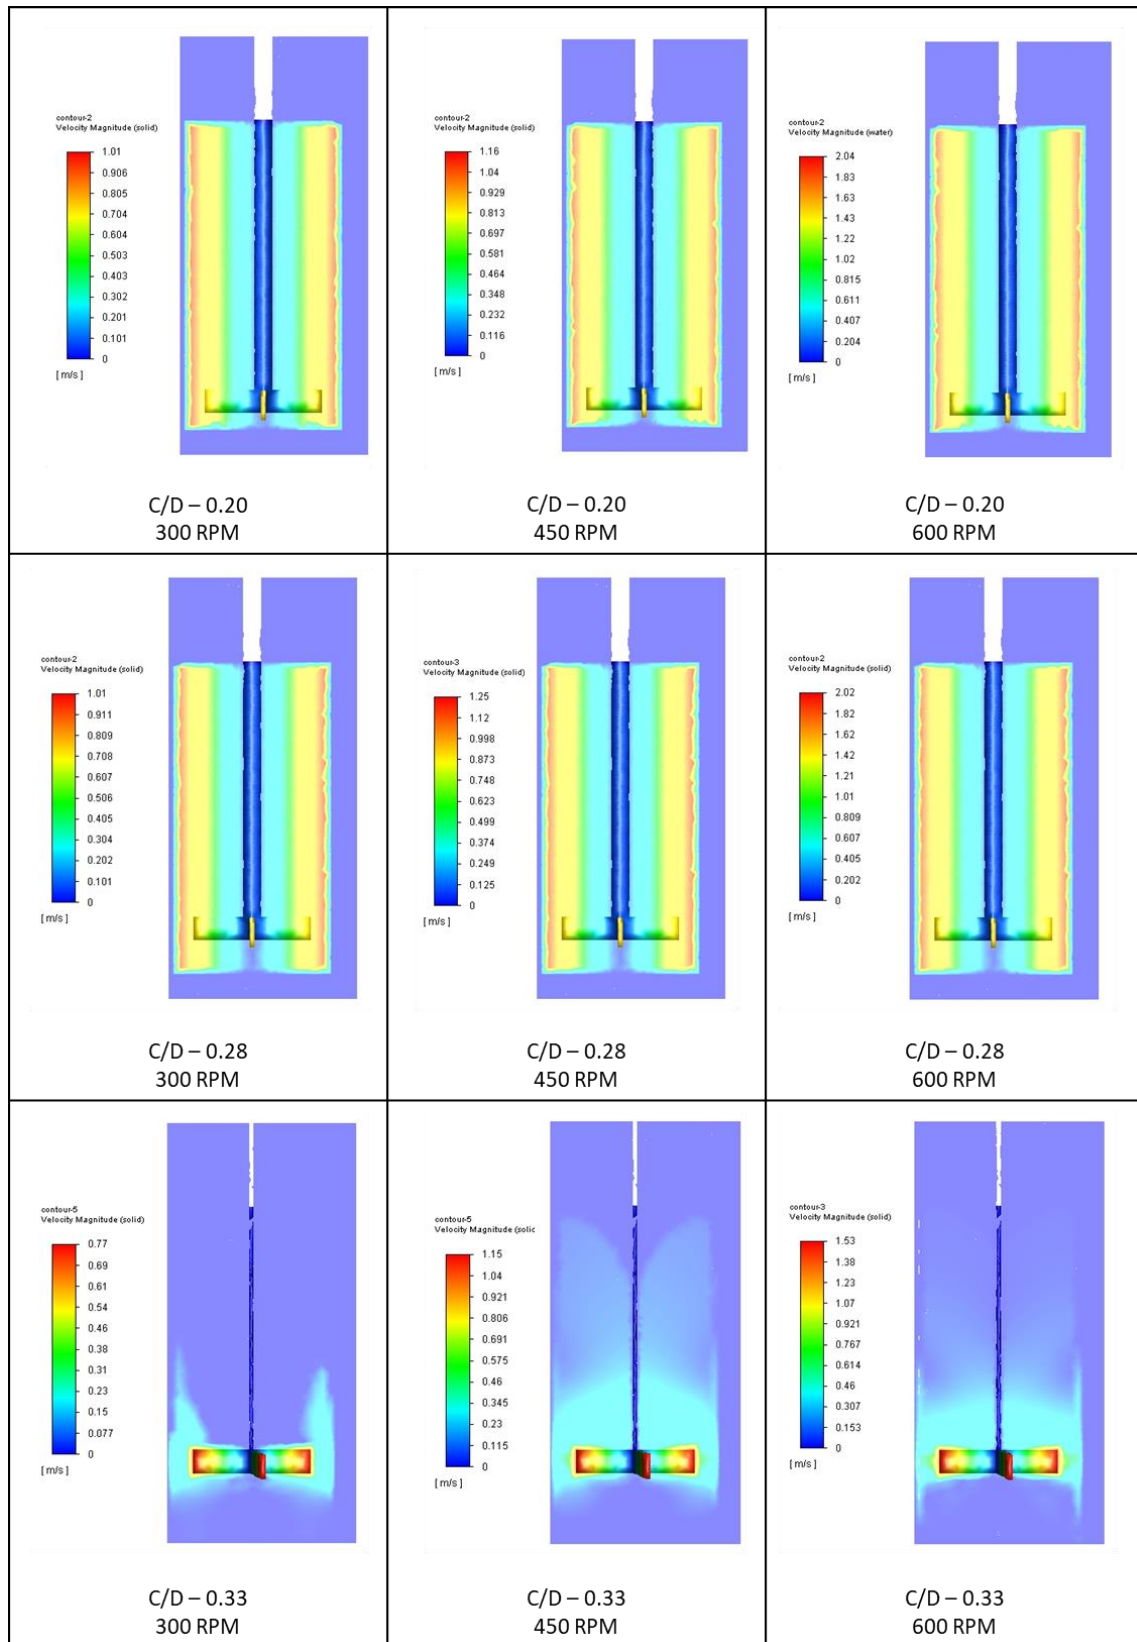 contour-2
Velocity Magnitude (solid)
1.01
0.906
0.805
0.704
0.604
0.503
0.403
0.302
0.201
0.101
0
[ m/s ]
C/D – 0.20
300 RPM
contour-2
Velocity Magnitude (solid)
1.16
1.04
0.929
0.813
0.697
0.581
0.464
0.348
0.232
0.116
0
[ m/s ]
C/D – 0.20
450 RPM
contour-2
Velocity Magnitude (water)
2.04
1.83
1.63
1.43
1.22
1.02
0.815
0.611
0.407
0.204
0
[ m/s ]
C/D – 0.20
600 RPM
contour-2
Velocity Magnitude (solid)
1.01
0.911
0.809
0.708
0.607
0.506
0.405
0.304
0.202
0.101
0
[ m/s ]
C/D – 0.28
300 RPM
contour-3
Velocity Magnitude (solid)
1.25
1.12
0.998
0.873
0.748
0.623
0.499
0.374
0.249
0.125
0
[ m/s ]
C/D – 0.28
450 RPM
contour-2
Velocity Magnitude (solid)
2.02
1.82
1.62
1.42
1.21
1.01
0.809
0.607
0.405
0.202
0
[ m/s ]
C/D – 0.28
600 RPM
contour-5
Velocity Magnitude (solid)
0.77
0.69
0.61
0.54
0.46
0.38
0.31
0.23
0.15
0.077
0
[ m/s ]
C/D – 0.33
300 RPM
contour-5
Velocity Magnitude (solic
1.15
1.04
0.921
0.806
0.691
0.575
0.46
0.345
0.23
0.115
0
[ m/s ]
C/D – 0.33
450 RPM
contour-3
Velocity Magnitude (solid)
1.53
1.38
1.23
1.07
0.921
0.767
0.614
0.46
0.307
0.153
0
[ m/s ]
C/D – 0.33
600 RPM